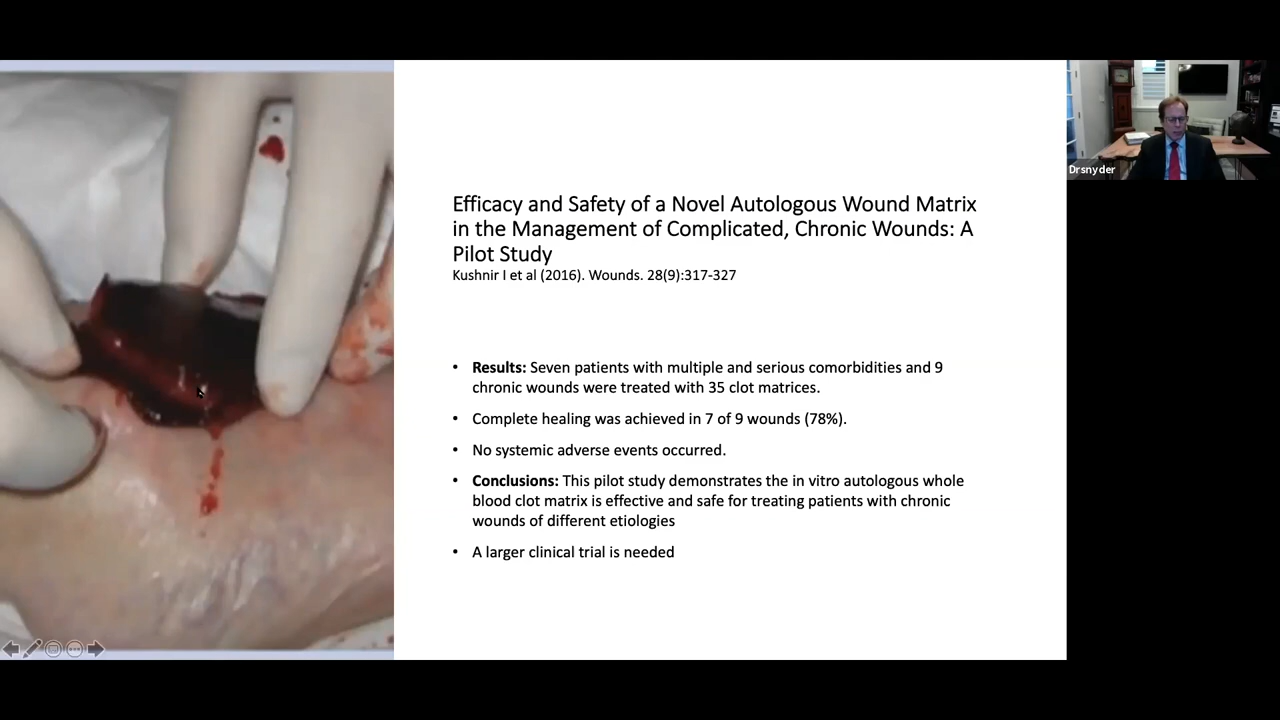 Efficacy and Safety of a Novel Autologous Wound Matrix
in the Management of Complicated, Chronic Wounds: A
Pilot Study
Kushnir I et al (2016). Wounds. 28(9):317-327
• Results: Seven patients with multiple and serious comorbidities and 9
chronic wounds were treated with 35 clot matrices.
• Complete healing was achieved in 7 of 9 wounds (78%).
• No systemic adverse events occurred.
• Conclusions: This pilot study demonstrates the in vitro autologous whole
blood clot matrix is effective and safe for treating patients with chronic
wounds of different etiologies
• A larger clinical trial is needed
Drsnyder